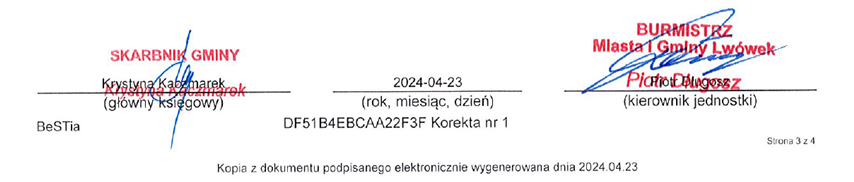 SKARBNIK GMINY
Krystyna Kaczmarek
Krystyna Kaczmarek
(główny księgowy)
2024-04-23
(rok, miesiąc, dzień)
BURMISTRZ
Miasta i Gminy Lwówek
Piotr Długosz
Piotr Długosz
(kierownik jednostki)
BeSTia
DF51B4EBCAA22F3F Korekta nr 1
Strona 3 z 4
Kopia z dokumentu podpisanego elektronicznie wygenerowana dnia 2024.04.23